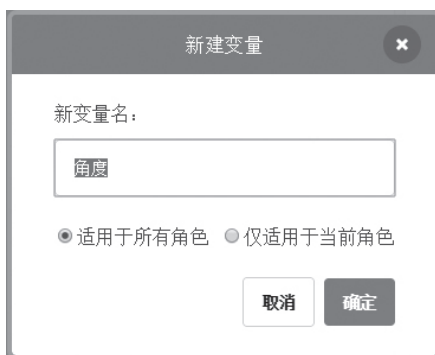 新建变量
新变量名：
角度
适用于所有角色 仅适用于当前角色
取消 确定